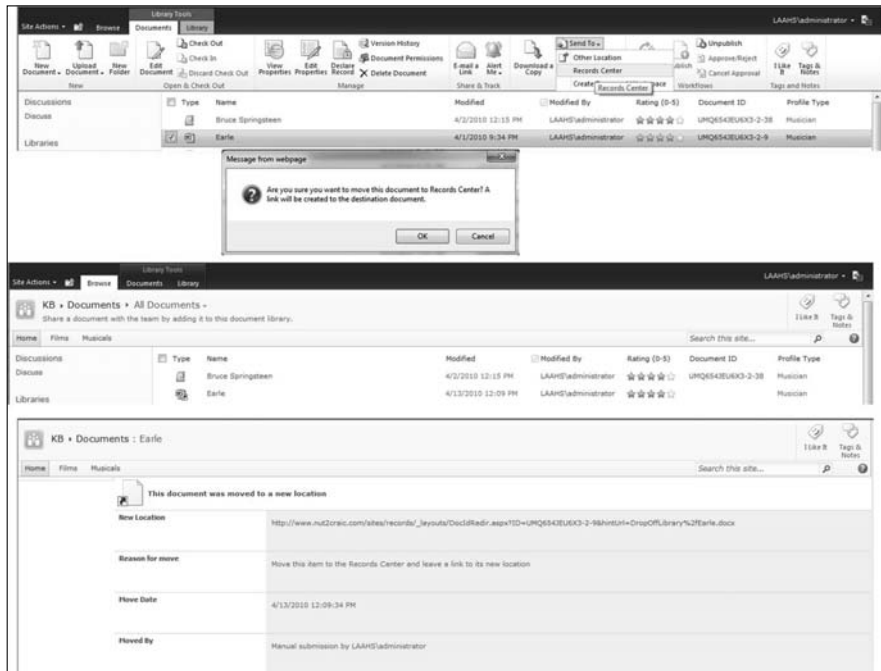 Library Tools
Site Actions Browse Documents Library LAAHS\administrator
New Document Upload Document New Folder Edit Document Check Out Check In Discard Check Out View Properties Edit Properties Declare Record Version History Document Permissions Delete Document E-mail a Link Alert Me Download a Copy Send To Other Location Records Center Unpublish Approve/Reject Cancel Approval I Like It Tags & Notes
New Open & Check Out Manage Share & Track Records Center Workflows Tags and Notes
Discussions Type Name Modified Modified By Rating (0-5) Document ID Profile Type
Discuss Bruce Springsteen 4/2/2010 12:15 PM LAAHS\administrator UMQ6543EU6X3-2-38 Musician
Earle 4/1/2010 9:34 PM LAAHS\administrator UMQ6543EU6X3-2-9 Musician
Libraries
Message from webpage
Are you sure you want to move this document to Records Center? A
link will be created to the destination document.
OK Cancel
Library Tools
Site Actions Browse Documents Library LAAHS\administrator
KB Documents All Documents
Share a document with the team by adding it to this document library.
I Like It Tags & Notes
Home Films Musicals Search this site...
Discussions Type Name Modified Modified By Rating (0-5) Document ID Profile Type
Discuss Bruce Springsteen 4/2/2010 12:15 PM LAAHS\administrator UMQ6543EU6X3-2-38 Musician
Earle 4/13/2010 12:09 PM LAAHS\administrator Musician
Libraries
KB Documents : Earle
I Like It Tags & Notes
Home Films Musicals Search this site...
This document was moved to a new location
New Location
http://www.nut2craic.com/sites/records/_layouts/DocIdRedir.aspx?ID=UMQ6543EU6X3-2-9&hintUrl=DropOffLibrary%2fEarle.docx
Reason for move
Move this item to the Records Center and leave a link to its new location
Move Date
4/13/2010 12:09:34 PM
Moved By
Manual submission by LAAHS\administrator